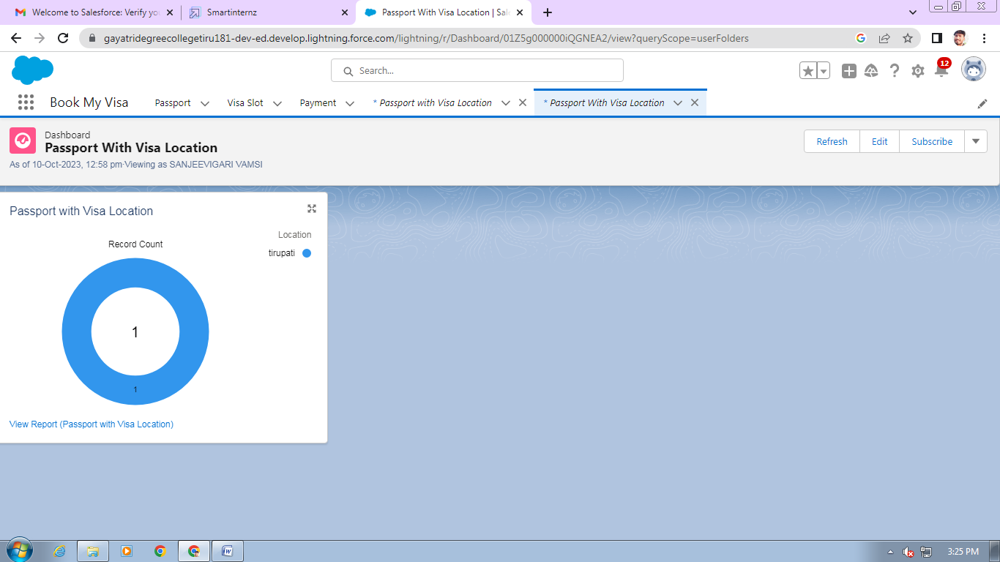 Welcome to Salesforce: Verify yo
Smartinternz
Passport With Visa Location | Sal
gayatridegreecollegetiru181-dev-ed.develop.lightning.force.com/lightning/r/Dashboard/01Z5g000000iQGNEA2/view?queryScope=userFolders
Search...
12
Book My Visa
Passport
Visa Slot
Payment
* Passport with Visa Location
* Passport With Visa Location
Dashboard
Passport With Visa Location
As of 10-Oct-2023, 12:58 pm·Viewing as SANJEEVIGARI VAMSI
Refresh
Edit
Subscribe
Passport with Visa Location
Location
Record Count
tirupati
1
1
View Report (Passport with Visa Location)
3:25 PM